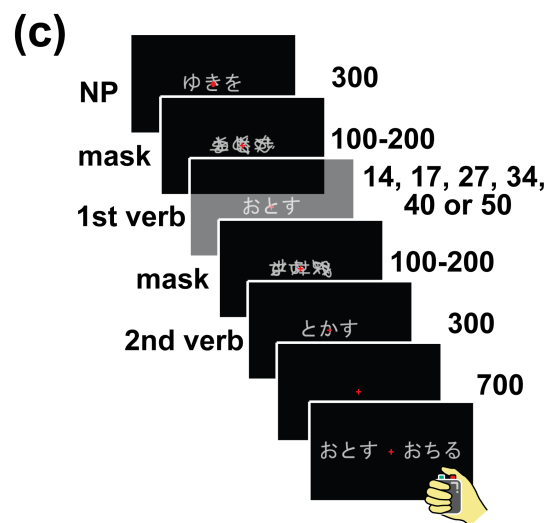 (c)
NP
ゆきを
300
mask
100-200
1st verb
おとす
14, 17, 27, 34,
40 or 50
mask
100-200
2nd verb
とかす
300
700
おとす + おちる